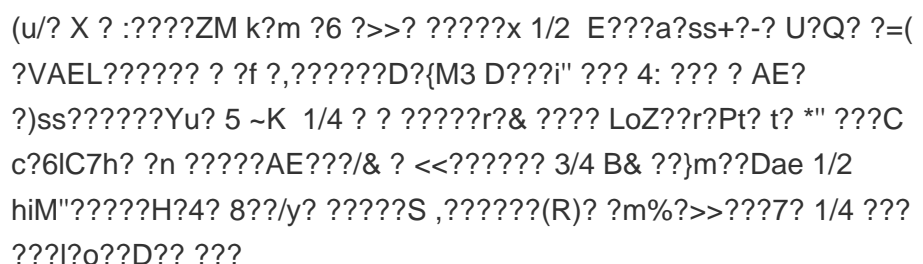 (u/? X ? :????ZM k?m ?6 ?>>? ?????x 1/2 E???a?ss+?-? U?Q? ?=(
?VAEL?????? ? ?f ?,??????D?{M3 D???i" ??? 4: ??? ? AE?
?)ss??????Yu? 5 ~K 1/4 ? ? ?????r?& ???? LoZ??r?Pt? t? *" ???C
c?6lC7h? ?n ?????AE???/& ? <<?????? 3/4 B& ??}m??Dae 1/2
hiM"?????H?4? 8??/y? ?????S ,??????(R)? ?m%?>>???7? 1/4 ???
???l?o??D?? ???